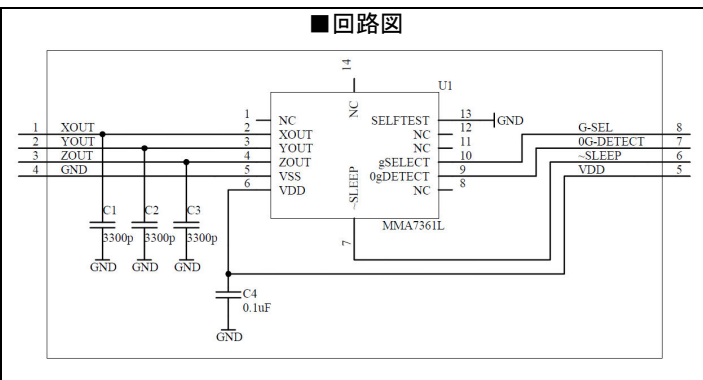 ■回路図
14
U1
NC
1 NC
SELFTEST 13
GND
1 XOUT
2 XOUT
NC 12
G-SEL 8
2 YOUT
3 YOUT
NC 11
0G-DETECT 7
3 ZOUT
4 ZOUT
gSELECT 10
~SLEEP 6
4 GND
5 VSS
0gDETECT 9
VDD 5
6 VDD
~SLEEP
NC 8
MMA7361L
C1 C2 C3
7
3300p 3300p 3300p
GND GND GND
C4
0.1uF
GND